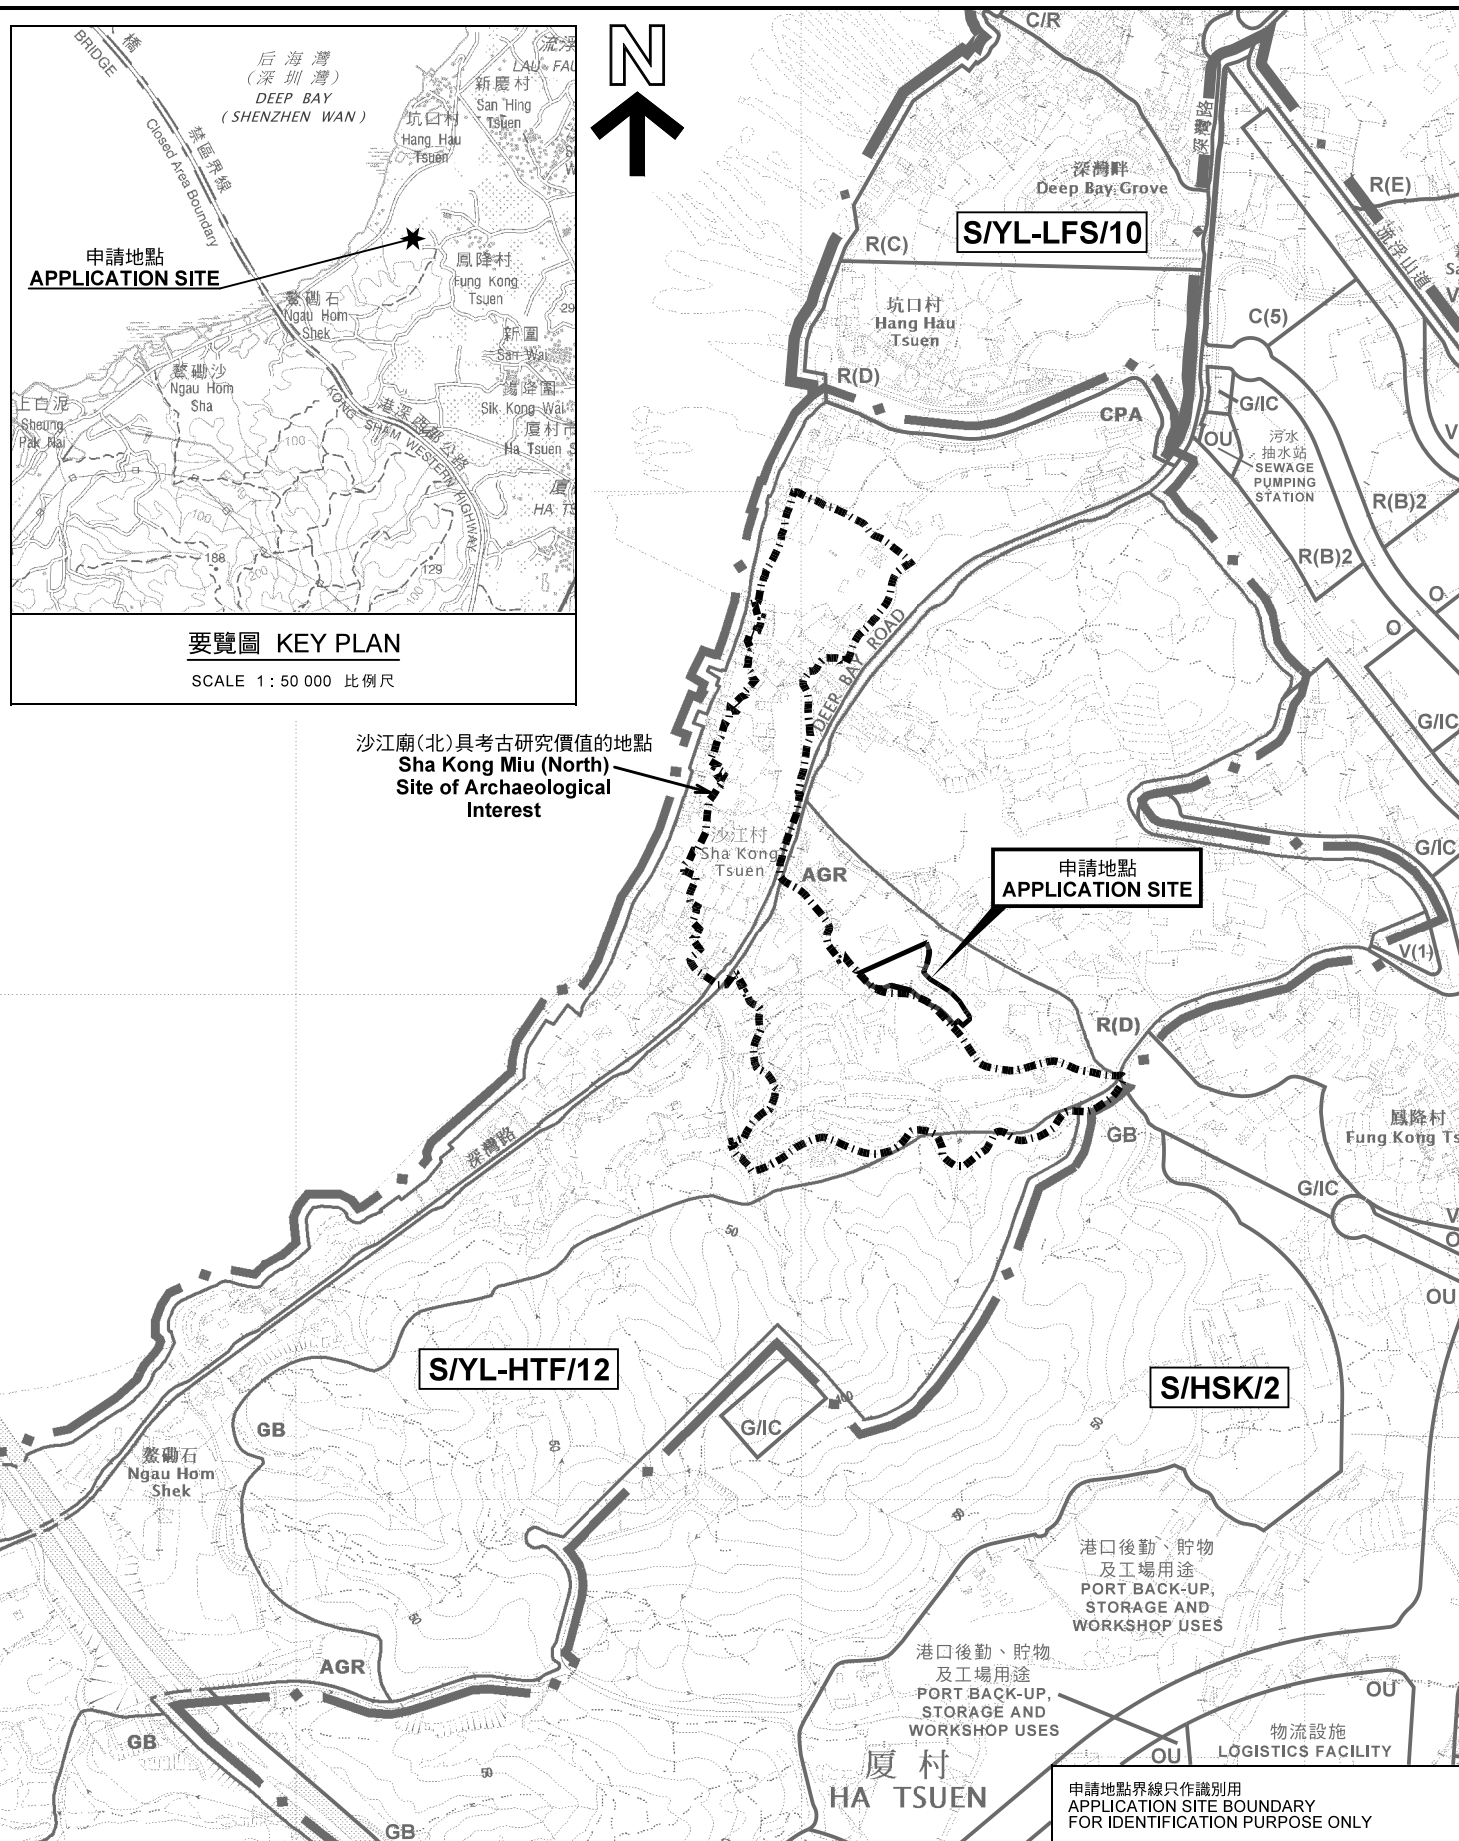 橋
BRIDGE
后海灣
(深圳灣)
DEEP BAY
(SHENZHEN WAN)
禁區界線
Closed Area Boundary
流浮
LAU FAU
新慶村
San Hing
Tsuen
坑口村
Hang Hau
Tsuen
申請地點
APPLICATION SITE
鳳降村
Fung Kong
Tsuen
鰲磡石
Ngau Hom
Shek
29
新圍
San Wai
鰲磡沙
Ngau Hom
Sha
錫降圍
Sik Kong Wai
上白泥
Sheung
Pak Nai
港深西部公路
KONG SHAM WESTERN HIGHWAY
廈村市
Ha Tsuen S
HA TS
100
100
188
200
129
100
要覽圖 KEY PLAN
SCALE 1 : 50 000 比例尺
N
C/R
深灣路
深灣畔
Deep Bay Grove
R(E)
S/YL-LFS/10
R(C)
流浮山道
Sa
V
坑口村
Hang Hau
Tsuen
C(5)
R(D)
CPA
G/IC
V
OU
污水
抽水站
SEWAGE
PUMPING
STATION
R(B)2
R(B)2
O
O
DEEP BAY ROAD
G/IC
沙江廟(北)具考古研究價值的地點
Sha Kong Miu (North)
Site of Archaeological
Interest
沙江村
Sha Kong
Tsuen
AGR
申請地點
APPLICATION SITE
G/IC
V(1)
R(D)
深灣路
GB
鳳降村
Fung Kong Ts
G/IC
V
O
50
OU
S/YL-HTF/12
S/HSK/2
100
G/IC
GB
50
50
鰲磡石
Ngau Hom
Shek
50
港口後勤、貯物
及工場用途
PORT BACK-UP,
STORAGE AND
WORKSHOP USES
50
AGR
港口後勤、貯物
及工場用途
PORT BACK-UP,
STORAGE AND
WORKSHOP USES
OU
GB
物流設施
LOGISTICS FACILITY
OU
50
廈村
HA TSUEN
GB
申請地點界線只作識別用
APPLICATION SITE BOUNDARY
FOR IDENTIFICATION PURPOSE ONLY